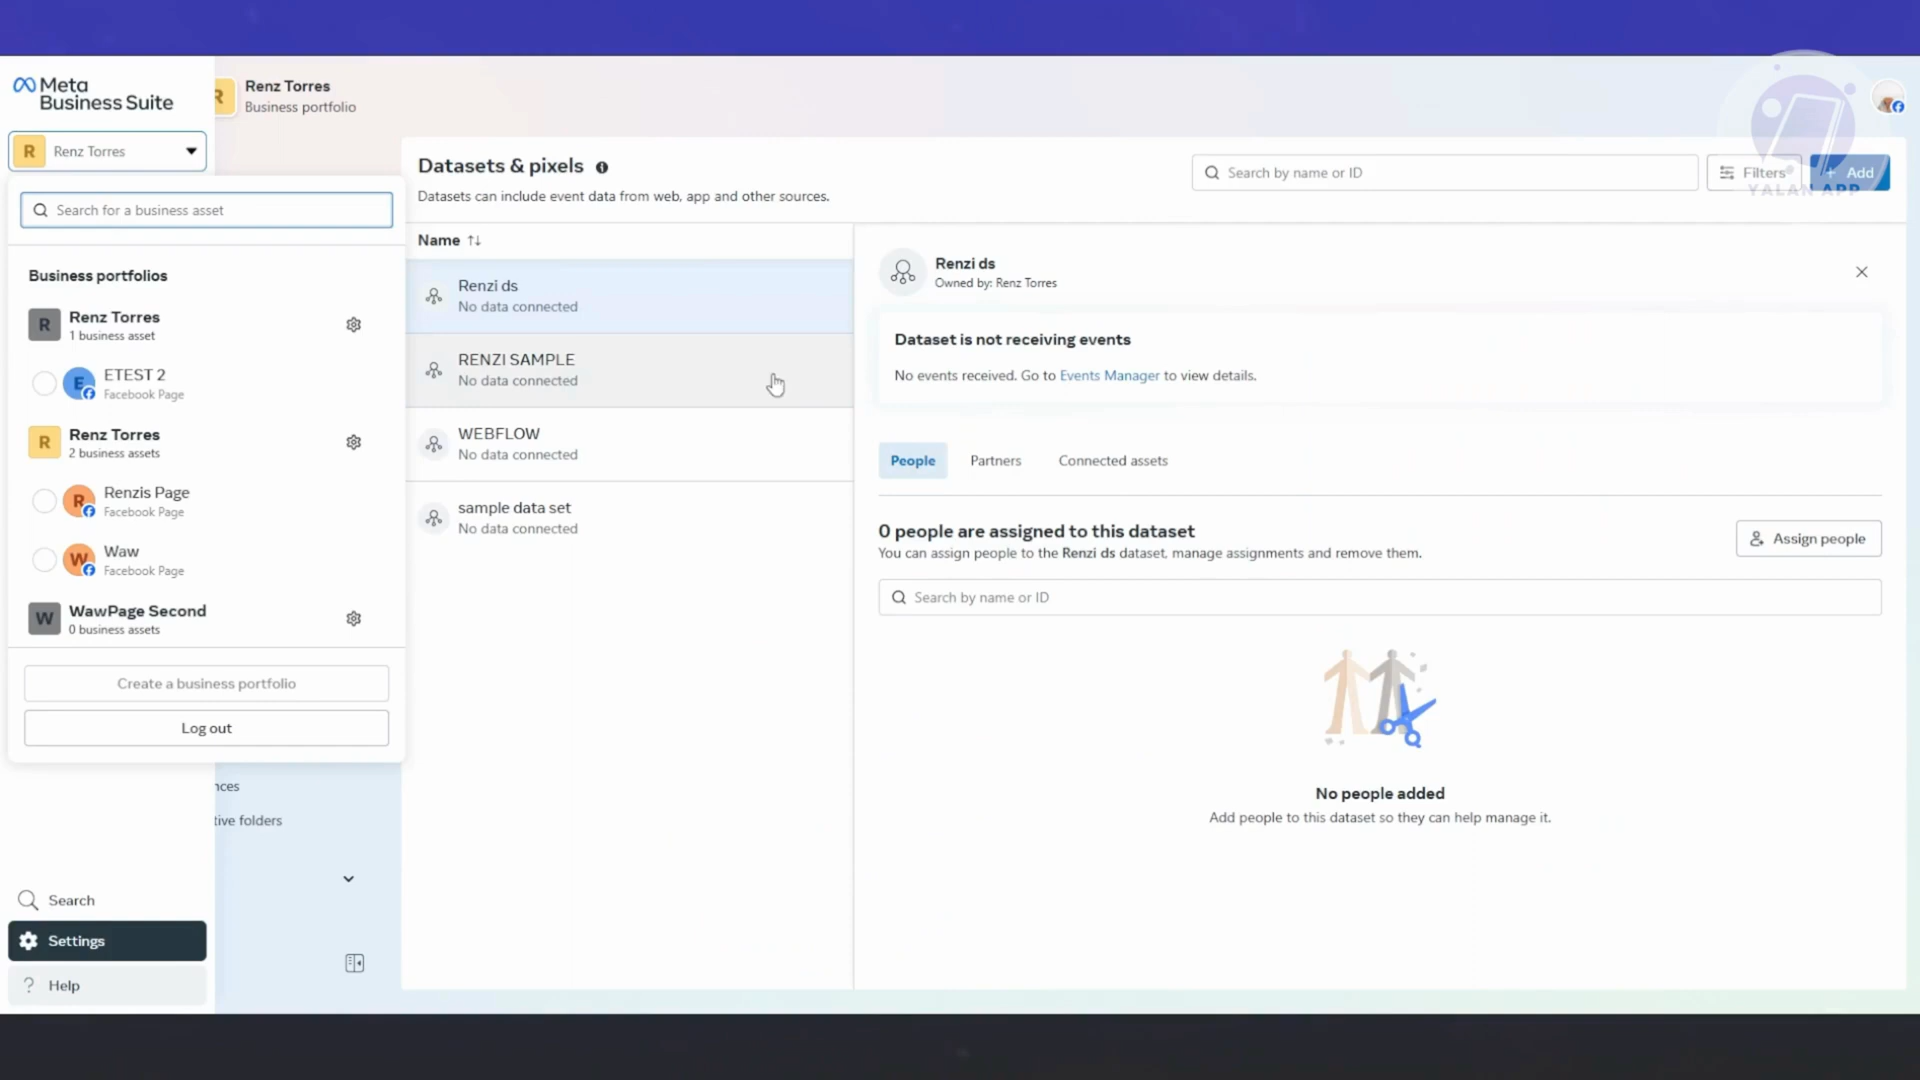 Meta
Business Suite
R
Renz Torres
Business portfolio
R
Renz Torres
Search for a business asset
Business portfolios
R
Renz Torres
1 business asset
E
ETEST 2
Facebook Page
R
Renz Torres
2 business assets
R
Renzis Page
Facebook Page
W
Waw
Facebook Page
W
WawPage Second
0 business assets
Create a business portfolio
Log out
nces
tive folders
Search
Settings
? Help
Datasets & pixels
Datasets can include event data from web, app and other sources.
Search by name or ID
Filters
+ Add
YALAN APP
Name
Renzi ds
No data connected
RENZI SAMPLE
No data connected
WEBFLOW
No data connected
sample data set
No data connected
Renzi ds
Owned by: Renz Torres
Dataset is not receiving events
No events received. Go to Events Manager to view details.
People
Partners
Connected assets
0 people are assigned to this dataset
You can assign people to the Renzi ds dataset, manage assignments and remove them.
Assign people
Search by name or ID
No people added
Add people to this dataset so they can help manage it.